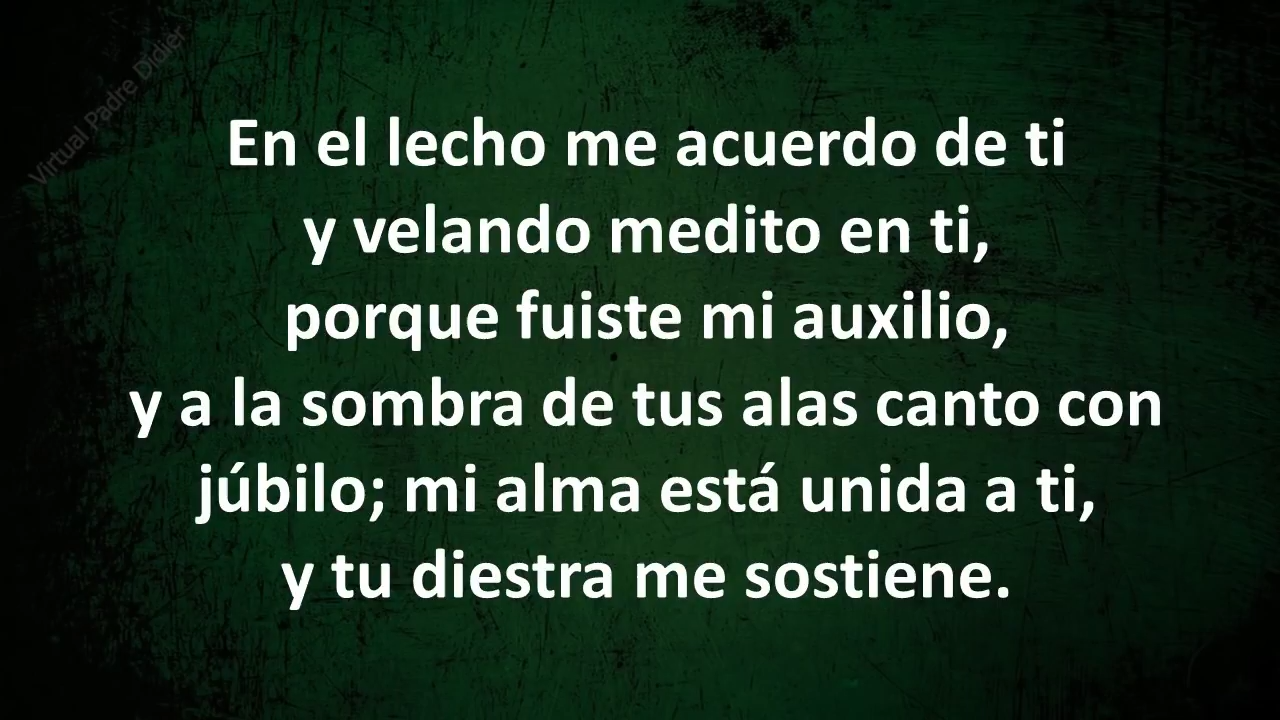 Virtual Padre Didier
En el lecho me acuerdo de ti
y velando medito en ti,
porque fuiste mi auxilio,
y a la sombra de tus alas canto con
júbilo; mi alma está unida a ti,
y tu diestra me sostiene.